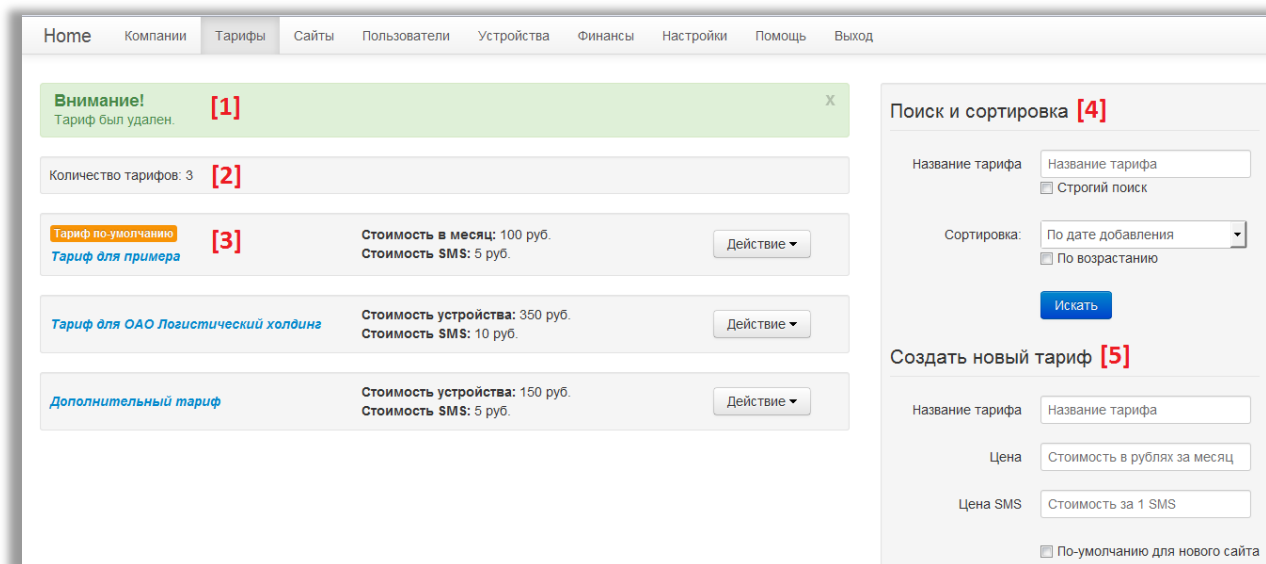 Home Компании Тарифы Сайты Пользователи Устройства Финансы Настройки Помощь Выход
Внимание! [1] x
Тариф был удален.
Количество тарифов: 3 [2]
Тариф по-умолчанию [3]
Тариф для примера
Стоимость в месяц: 100 руб.
Стоимость SMS: 5 руб.
Действие
Тариф для ОАО Логистический холдинг
Стоимость устройства: 350 руб.
Стоимость SMS: 10 руб.
Действие
Дополнительный тариф
Стоимость устройства: 150 руб.
Стоимость SMS: 5 руб.
Действие
Поиск и сортировка [4]
Название тарифа Название тарифа
Строгий поиск
Сортировка: По дате добавления
По возрастанию
Искать
Создать новый тариф [5]
Название тарифа Название тарифа
Цена Стоимость в рублях за месяц
Цена SMS Стоимость за 1 SMS
По-умолчанию для нового сайта